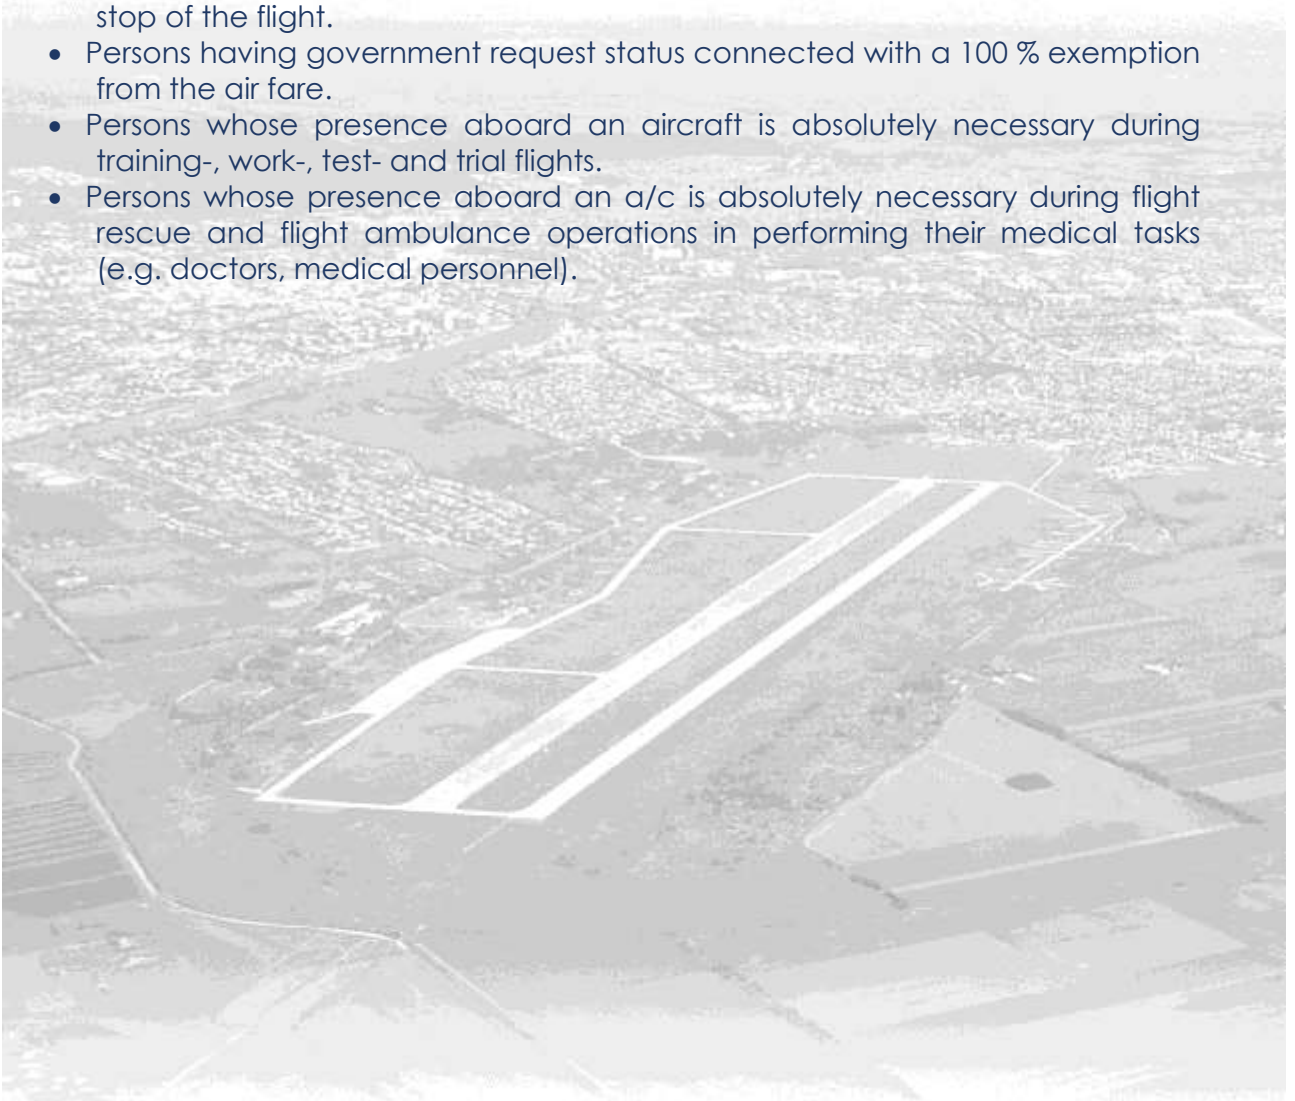 stop of the flight.
• Persons having government request status connected with a 100 % exemption
from the air fare.
• Persons whose presence aboard an aircraft is absolutely necessary during
training-, work-, test- and trial flights.
• Persons whose presence aboard an a/c is absolutely necessary during flight
rescue and flight ambulance operations in performing their medical tasks
(e.g. doctors, medical personnel).